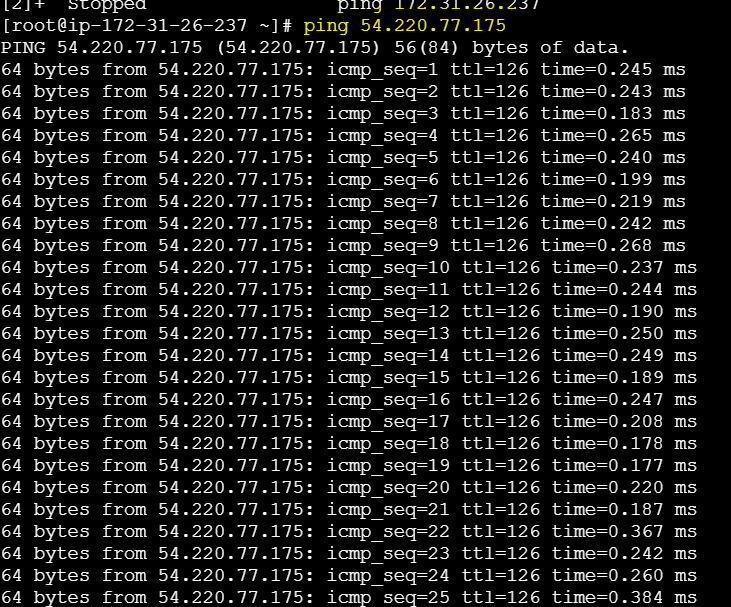 [2]+  Stopped                 ping 172.31.26.237
[root@ip-172-31-26-237 ~]# ping 54.220.77.175
PING 54.220.77.175 (54.220.77.175) 56(84) bytes of data.
64 bytes from 54.220.77.175: icmp_seq=1 ttl=126 time=0.245 ms
64 bytes from 54.220.77.175: icmp_seq=2 ttl=126 time=0.243 ms
64 bytes from 54.220.77.175: icmp_seq=3 ttl=126 time=0.183 ms
64 bytes from 54.220.77.175: icmp_seq=4 ttl=126 time=0.265 ms
64 bytes from 54.220.77.175: icmp_seq=5 ttl=126 time=0.240 ms
64 bytes from 54.220.77.175: icmp_seq=6 ttl=126 time=0.199 ms
64 bytes from 54.220.77.175: icmp_seq=7 ttl=126 time=0.219 ms
64 bytes from 54.220.77.175: icmp_seq=8 ttl=126 time=0.242 ms
64 bytes from 54.220.77.175: icmp_seq=9 ttl=126 time=0.268 ms
64 bytes from 54.220.77.175: icmp_seq=10 ttl=126 time=0.237 ms
64 bytes from 54.220.77.175: icmp_seq=11 ttl=126 time=0.244 ms
64 bytes from 54.220.77.175: icmp_seq=12 ttl=126 time=0.190 ms
64 bytes from 54.220.77.175: icmp_seq=13 ttl=126 time=0.250 ms
64 bytes from 54.220.77.175: icmp_seq=14 ttl=126 time=0.249 ms
64 bytes from 54.220.77.175: icmp_seq=15 ttl=126 time=0.189 ms
64 bytes from 54.220.77.175: icmp_seq=16 ttl=126 time=0.247 ms
64 bytes from 54.220.77.175: icmp_seq=17 ttl=126 time=0.208 ms
64 bytes from 54.220.77.175: icmp_seq=18 ttl=126 time=0.178 ms
64 bytes from 54.220.77.175: icmp_seq=19 ttl=126 time=0.177 ms
64 bytes from 54.220.77.175: icmp_seq=20 ttl=126 time=0.220 ms
64 bytes from 54.220.77.175: icmp_seq=21 ttl=126 time=0.187 ms
64 bytes from 54.220.77.175: icmp_seq=22 ttl=126 time=0.367 ms
64 bytes from 54.220.77.175: icmp_seq=23 ttl=126 time=0.242 ms
64 bytes from 54.220.77.175: icmp_seq=24 ttl=126 time=0.260 ms
64 bytes from 54.220.77.175: icmp_seq=25 ttl=126 time=0.384 ms